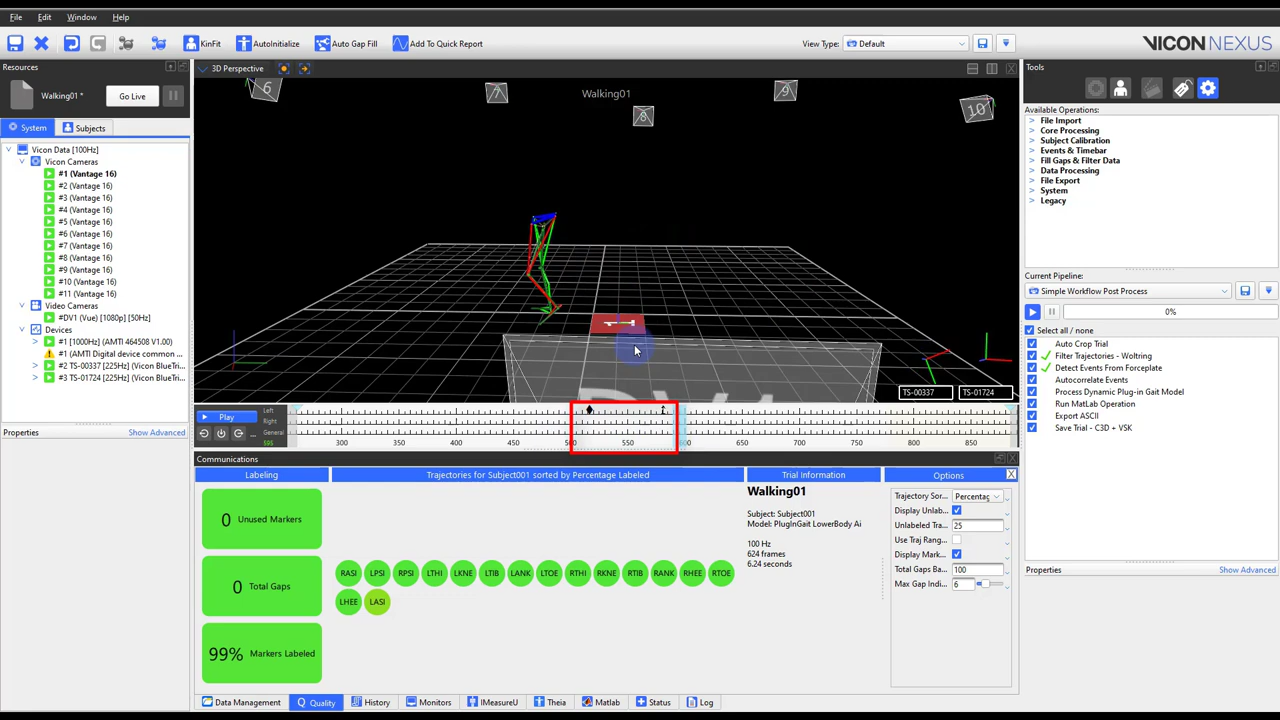 File Edit Window Help
KinFit AutoInitialize Auto Gap Fill Add To Quick Report View Type: Default VICON NEXUS
Resources
Walking01 * Go Live
System Subjects
Vicon Data [100Hz]
Vicon Cameras
#1 (Vantage 16)
#2 (Vantage 16)
#3 (Vantage 16)
#4 (Vantage 16)
#5 (Vantage 16)
#6 (Vantage 16)
#7 (Vantage 16)
#8 (Vantage 16)
#9 (Vantage 16)
#10 (Vantage 16)
#11 (Vantage 16)
Video Cameras
#DV1 (Vue) [1080p] [50Hz]
Devices
#1 [1000Hz] (AMTI 464508 V1.00)
#1 (AMTI Digital device common ...
#2 TS-00337 [225Hz] (Vicon BlueTri...
#3 TS-01724 [225Hz] (Vicon BlueTri...
Properties Show Advanced
3D Perspective
Walking01
6 7 8 9 10
TS-00337 TS-01724
Play
Left
Right
General
595
300 350 400 450 500 550 600 650 700 750 800 850
Communications
Labeling
0 Unused Markers
0 Total Gaps
99% Markers Labeled
Trajectories for Subject001 sorted by Percentage Labeled
RASI LPSI RPSI LTHI LKNE LTIB LANK LTOE RTHI RKNE RTIB RANK RHEE RTOE
LHEE LASI
Trial Information
Walking01
Subject: Subject001
Model: PlugInGait LowerBody Ai
100 Hz
624 frames
6.24 seconds
Options
Trajectory Sor... Percentag
Display Unlab...
Unlabeled Tra... 25
Use Traj Rang...
Display Mark...
Total Gaps Ba... 100
Max Gap Indi... 6
Data Management Quality History Monitors IMeasureU Theia Matlab Status Log
Tools
Available Operations:
File Import
Core Processing
Subject Calibration
Events & Timebar
Fill Gaps & Filter Data
Data Processing
File Export
System
Legacy
Current Pipeline:
Simple Workflow Post Process
0%
Select all / none
Auto Crop Trial
Filter Trajectories - Woltring
Detect Events From Forceplate
Autocorrelate Events
Process Dynamic Plug-in Gait Model
Run MatLab Operation
Export ASCII
Save Trial - C3D + VSK
Properties Show Advanced